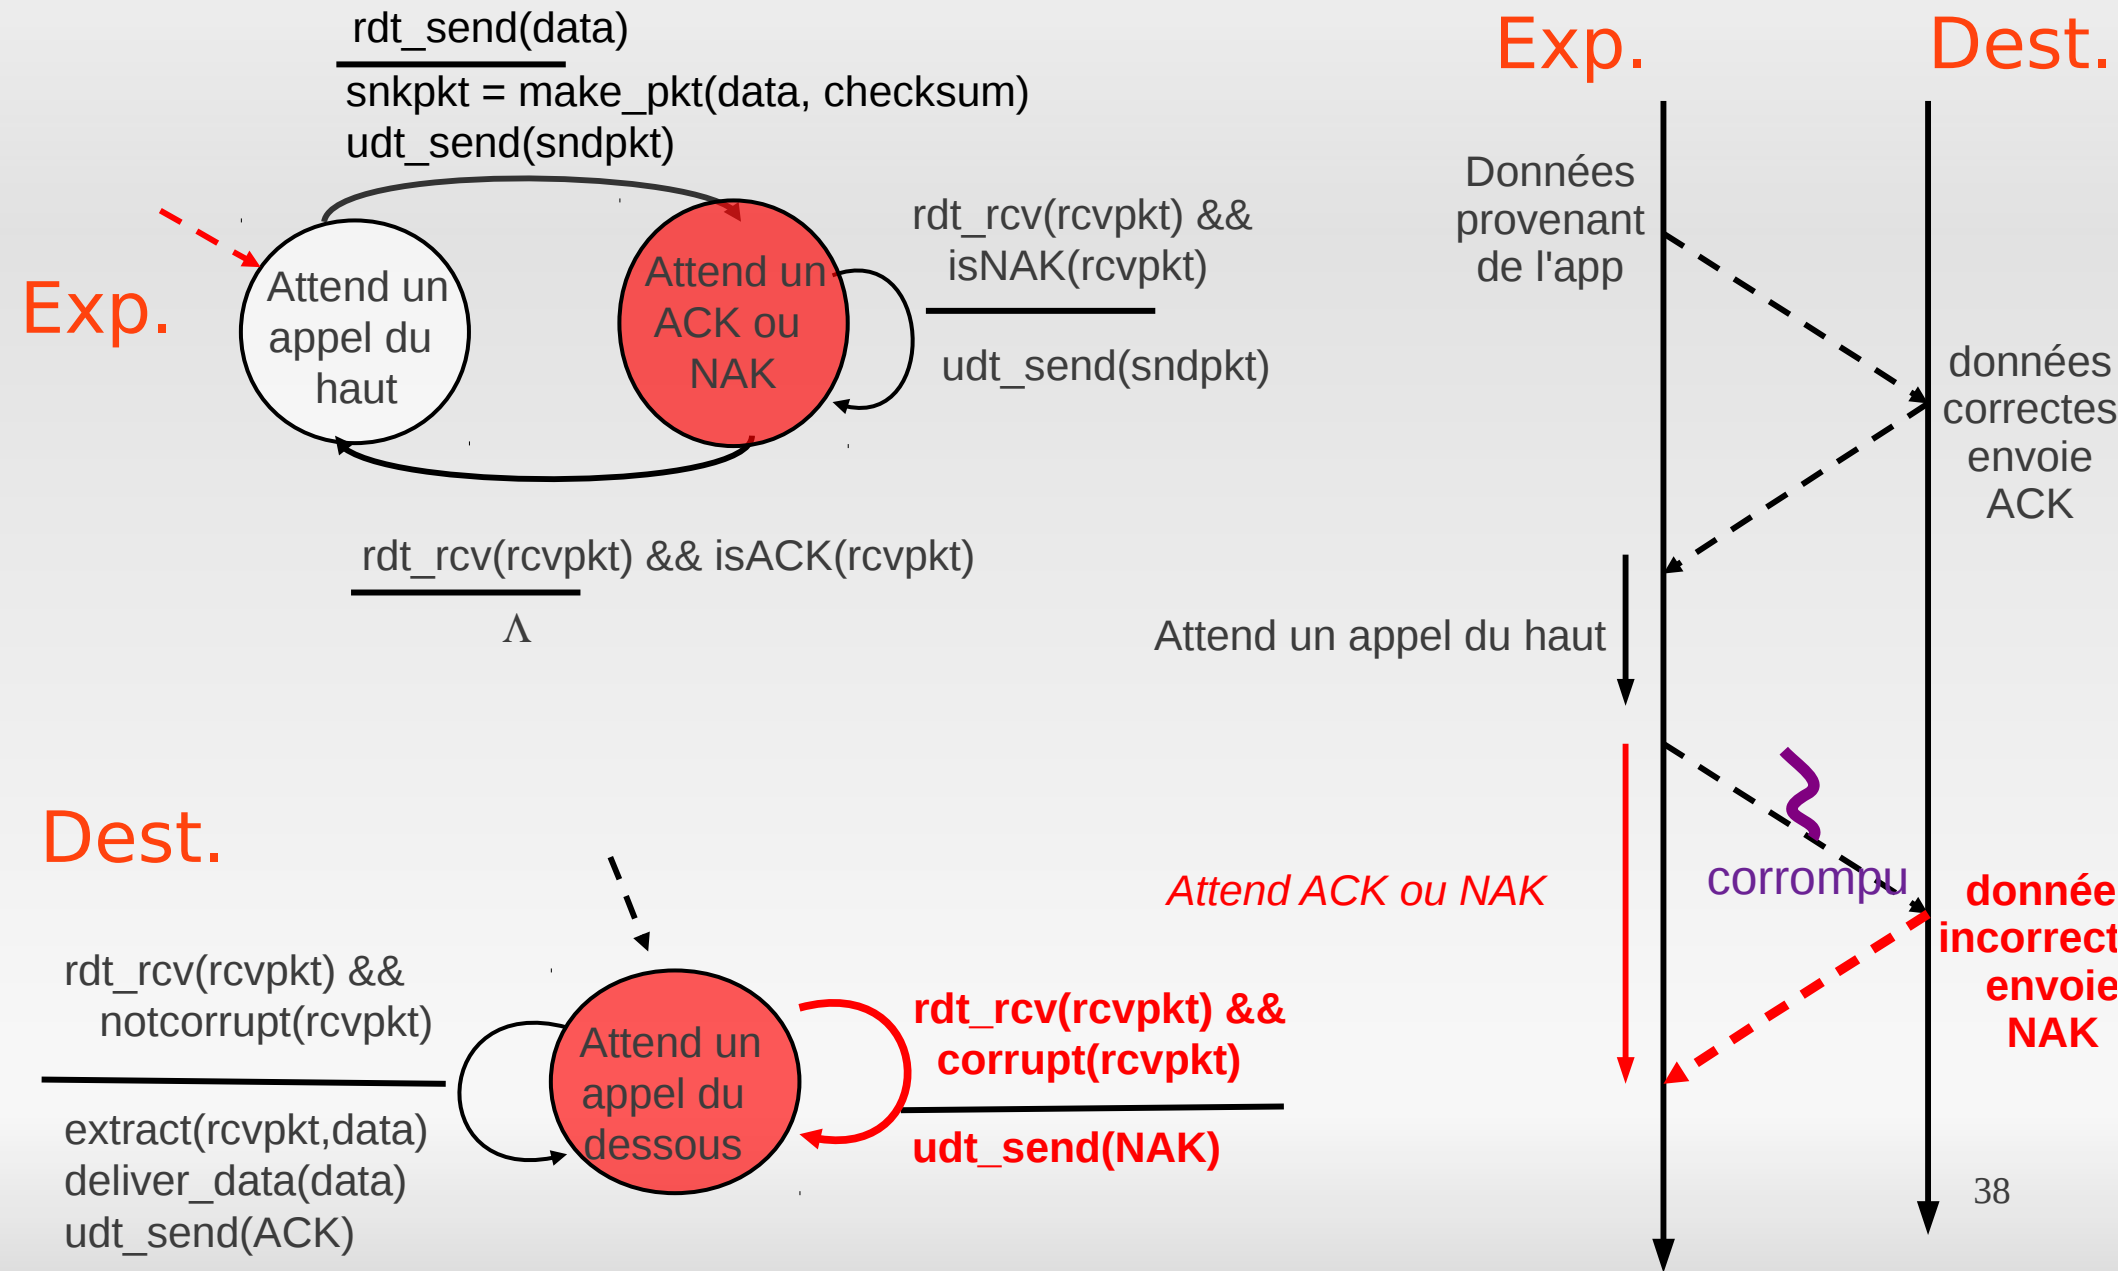 rdt_send(data)
snkpkt = make_pkt(data, checksum)
udt_send(sndpkt)
Exp.
Attend un
appel du
haut
Attend un
ACK ou
NAK
rdt_rcv(rcvpkt) &&
isNAK(rcvpkt)
udt_send(sndpkt)
rdt_rcv(rcvpkt) && isACK(rcvpkt)
Λ
Dest.
rdt_rcv(rcvpkt) &&
notcorrupt(rcvpkt)
extract(rcvpkt,data)
deliver_data(data)
udt_send(ACK)
Attend un
appel du
dessous
rdt_rcv(rcvpkt) &&
corrupt(rcvpkt)
udt_send(NAK)
Exp.
Dest.
Données
provenant
de l'app
données
correctes
envoie
ACK
Attend un appel du haut
Attend ACK ou NAK
corrompu
donnée
incorrect
envoie
NAK
38